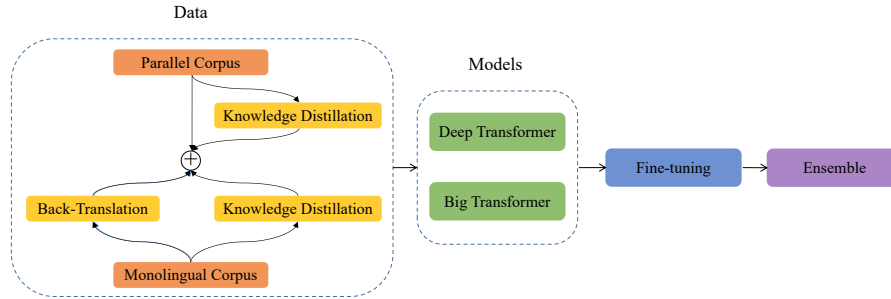 Data
Parallel Corpus
Knowledge Distillation
Back-Translation
Knowledge Distillation
Monolingual Corpus
Models
Deep Transformer
Big Transformer
Fine-tuning
Ensemble